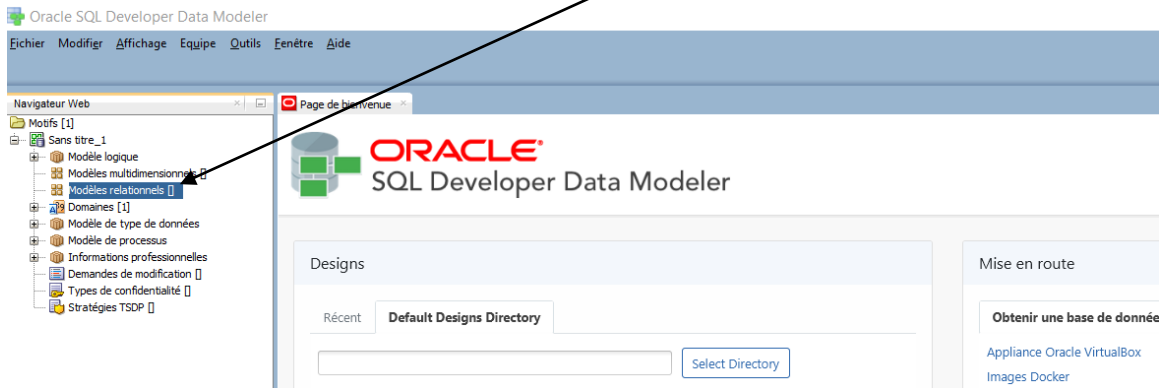 Oracle SQL Developer Data Modeler
Fichier Modifier Affichage Equipe Outils Fenêtre Aide
Navigateur Web
Page de bienvenue
Motifs [1]
Sans titre_1
Modèle logique
Modèles multidimensionnels []
Modèles relationnels []
Domaines [1]
Modèle de type de données
Modèle de processus
Informations professionnelles
Demandes de modification []
Types de confidentialité []
Stratégies TSDP []
ORACLE
SQL Developer Data Modeler
Designs
Récent Default Designs Directory
Select Directory
Mise en route
Obtenir une base de donnée
Appliance Oracle VirtualBox
Images Docker